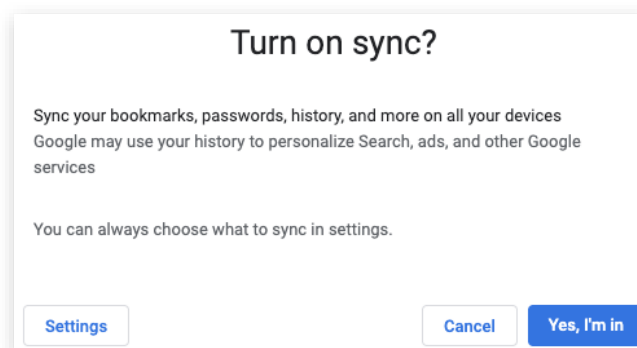 Turn on sync?
Sync your bookmarks, passwords, history, and more on all your devices
Google may use your history to personalize Search, ads, and other Google
services
You can always choose what to sync in settings.
Settings
Cancel
Yes, I'm in